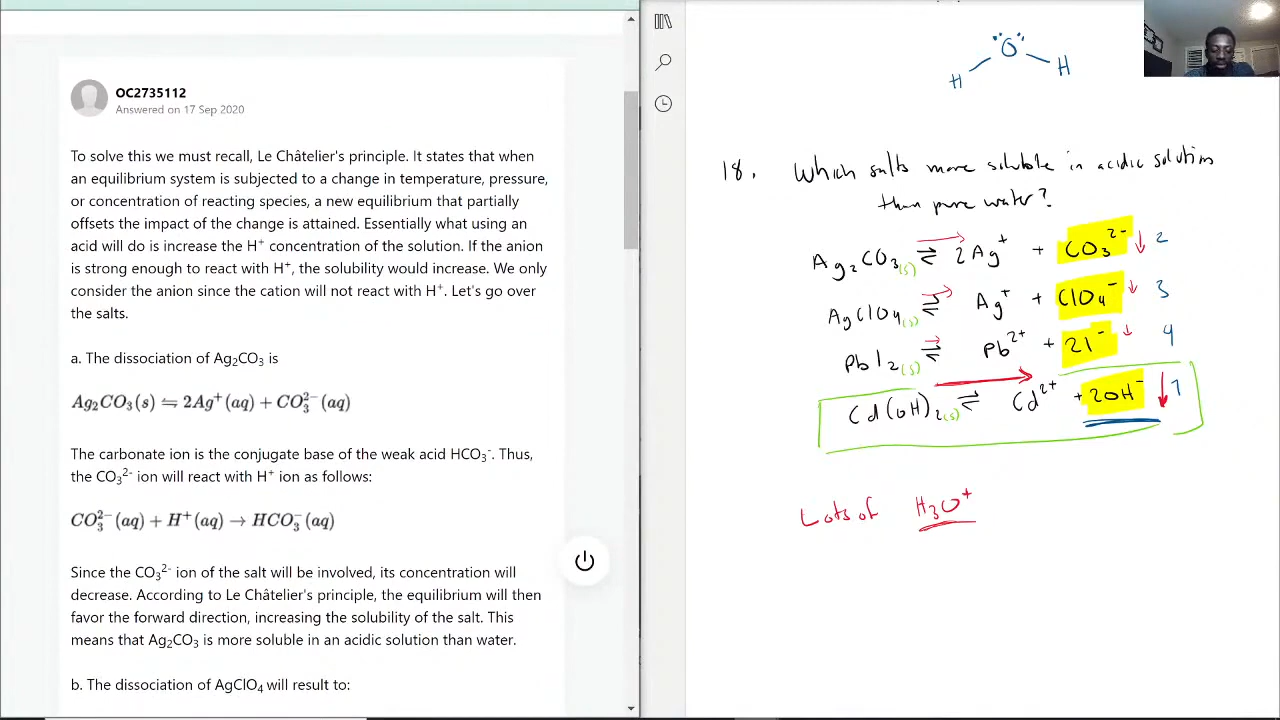 OC2735112
Answered on 17 Sep 2020
To solve this we must recall, Le Châtelier's principle. It states that when
an equilibrium system is subjected to a change in temperature, pressure,
or concentration of reacting species, a new equilibrium that partially
offsets the impact of the change is attained. Essentially what using an
acid will do is increase the H⁺ concentration of the solution. If the anion
is strong enough to react with H⁺, the solubility would increase. We only
consider the anion since the cation will not react with H⁺. Let's go over
the salts.
a. The dissociation of Ag₂CO₃ is
Ag₂CO₃(s) ⇋ 2Ag⁺(aq) + CO₃²⁻(aq)
The carbonate ion is the conjugate base of the weak acid HCO₃⁻. Thus,
the CO₃²⁻ ion will react with H⁺ ion as follows:
CO₃²⁻(aq) + H⁺(aq) → HCO₃⁻(aq)
Since the CO₃²⁻ ion of the salt will be involved, its concentration will
decrease. According to Le Châtelier's principle, the equilibrium will then
favor the forward direction, increasing the solubility of the salt. This
means that Ag₂CO₃ is more soluble in an acidic solution than water.
b. The dissociation of AgClO₄ will result to:
H O H
18. Which salts more soluble in acidic solution
than pure water?
Ag₂CO₃(s) ⇌ 2Ag⁺ + CO₃²⁻ ↓ 2
AgClO₄(s) ⇌ Ag⁺ + ClO₄⁻ ↓ 3
PbI₂(s) ⇌ Pb²⁺ + 2I⁻ ↓ 4
Cd(OH)₂(s) ⇌ Cd²⁺ + 2OH⁻ ↓ 1
Lots of H₃O⁺